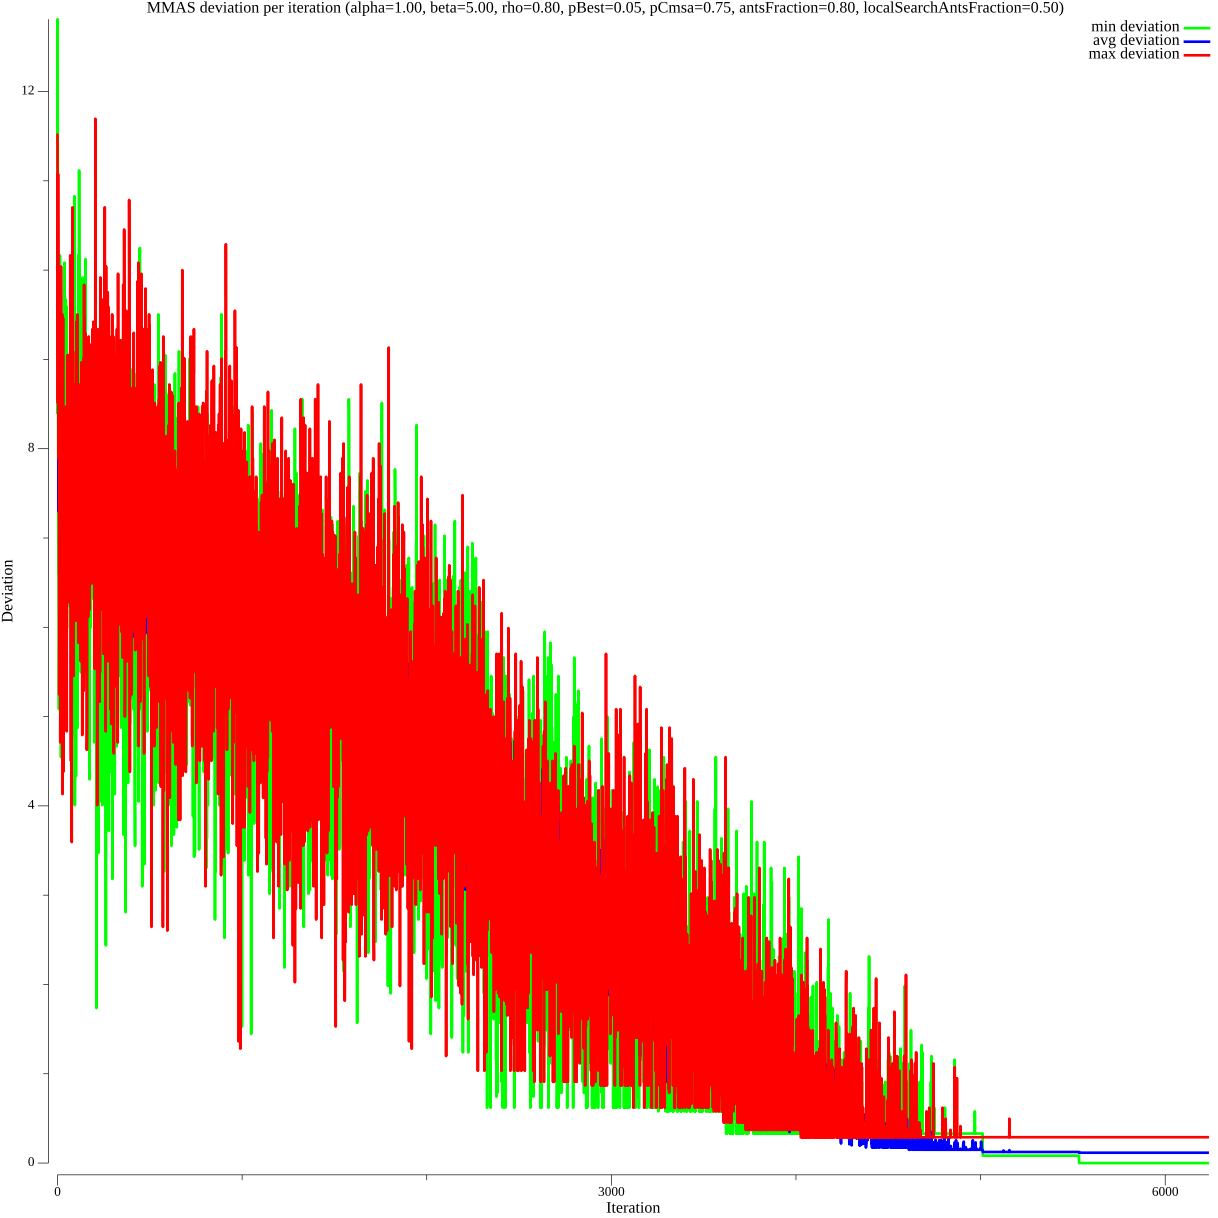 MMAS deviation per iteration (alpha=1.00, beta=5.00, rho=0.80, pBest=0.05, pCmsa=0.75, antsFraction=0.80, localSearchAntsFraction=0.50)
min deviation
avg deviation
max deviation
12
8
4
0
Deviation
0
3000
6000
Iteration